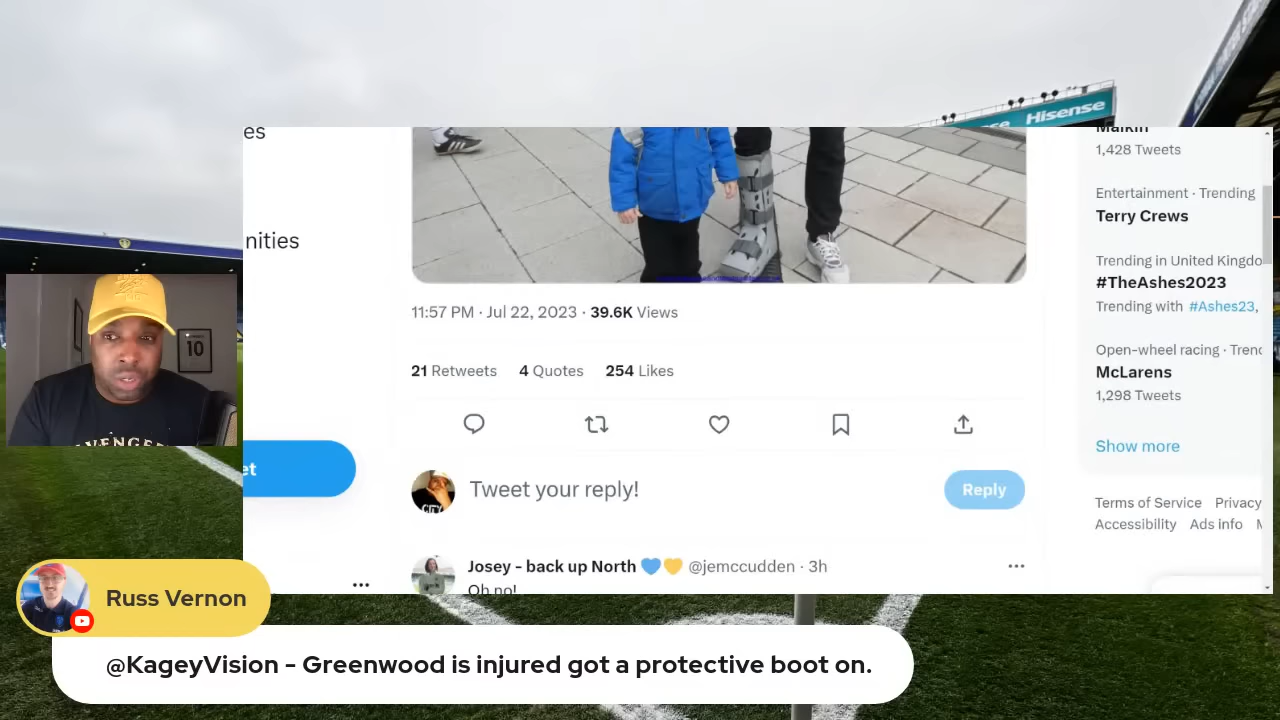 Hisense
es
Malkin
1,428 Tweets
Entertainment · Trending
nities
Terry Crews
Trending in United Kingdo
#TheAshes2023
Trending with #Ashes23,
11:57 PM · Jul 22, 2023 · 39.6K Views
10
Open-wheel racing · Trend
21 Retweets 4 Quotes 254 Likes
McLarens
1,298 Tweets
Show more
et
Tweet your reply!
Reply
Terms of Service Privacy
Accessibility Ads info
Josey - back up North 💙💛 @jemccudden · 3h
Oh no!
Russ Vernon
@KageyVision - Greenwood is injured got a protective boot on.